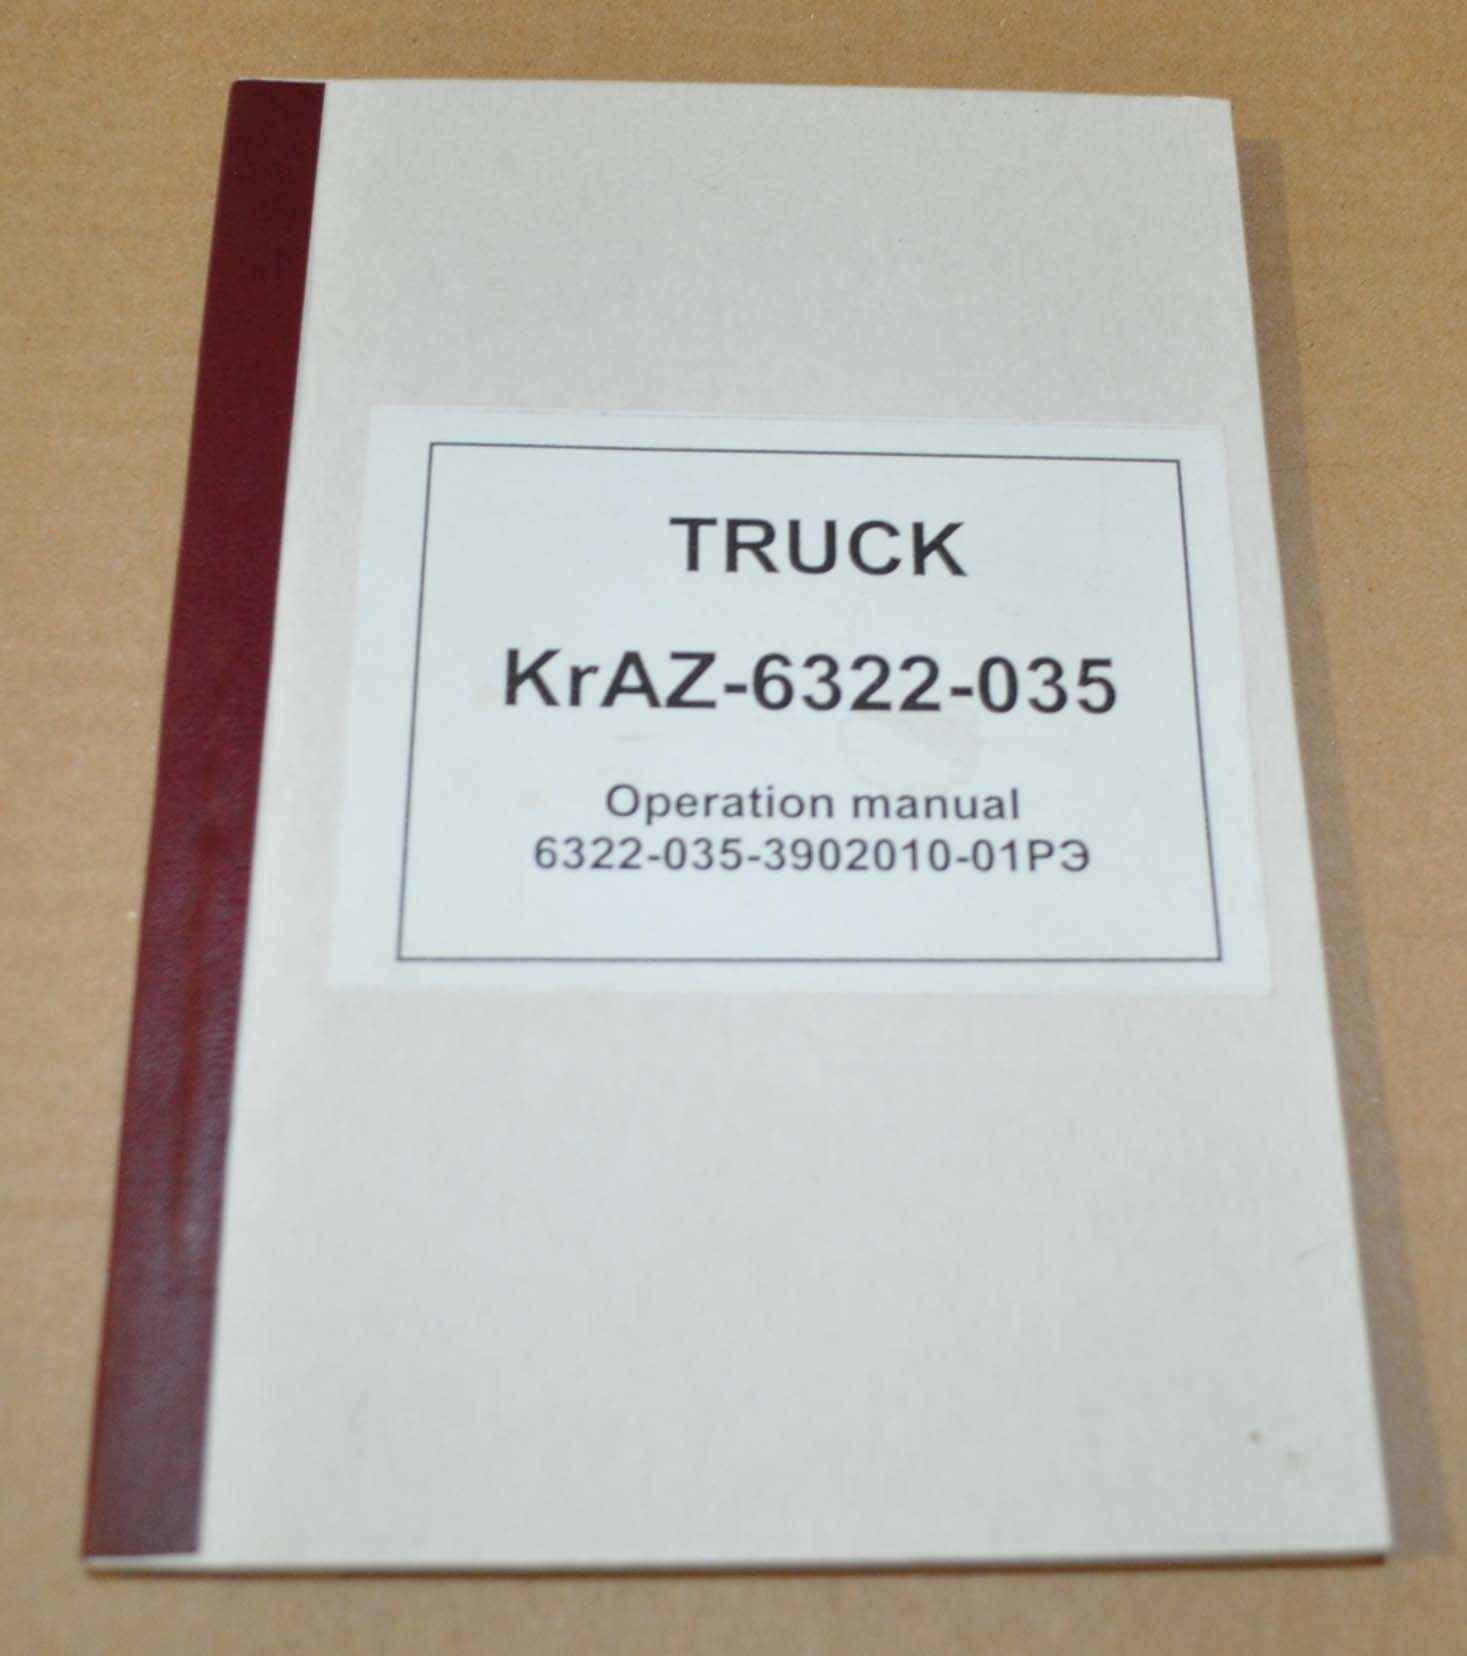 TRUCK
KrAZ-6322-035
Operation manual
6322-035-3902010-01РЭ